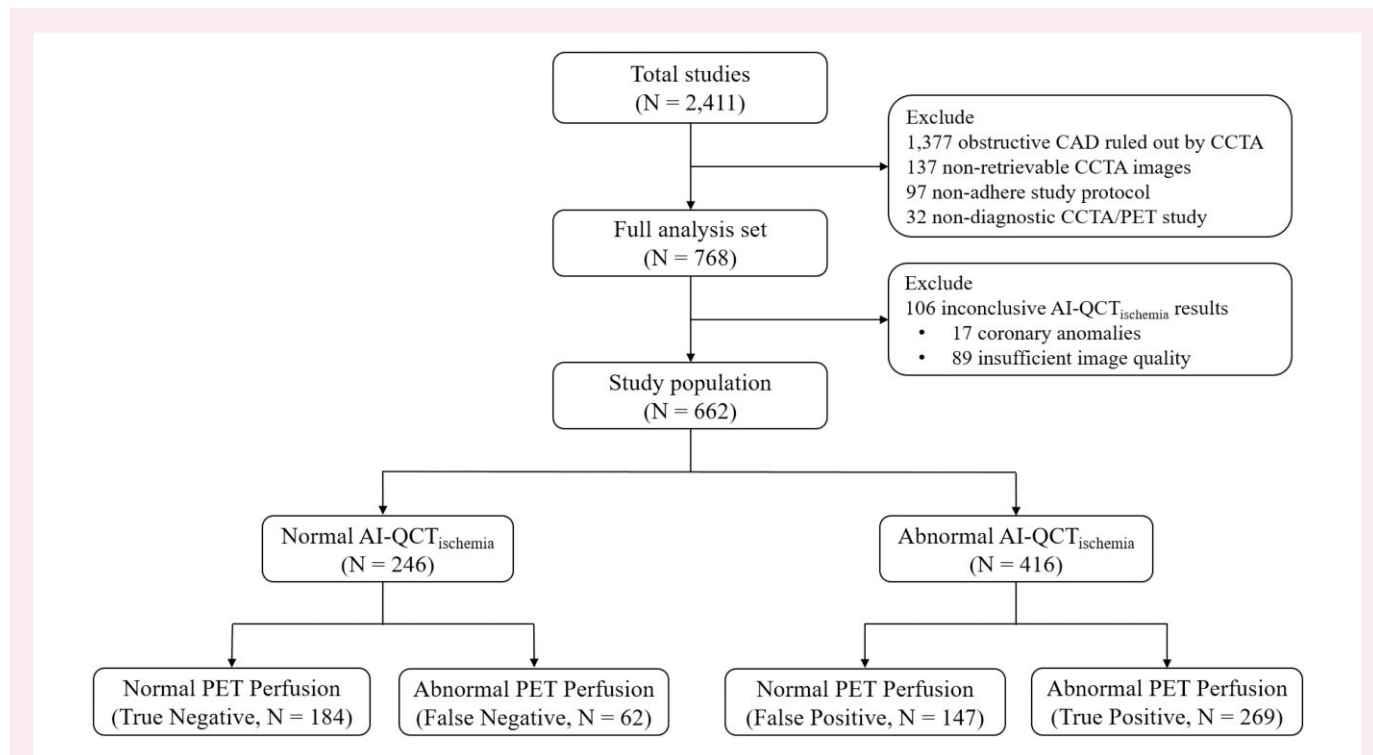 Total studies
(N = 2,411)
Exclude
1,377 obstructive CAD ruled out by CCTA
137 non-retrievable CCTA images
97 non-adhere study protocol
32 non-diagnostic CCTA/PET study
Full analysis set
(N = 768)
Exclude
106 inconclusive AI-QCTischemia results
• 17 coronary anomalies
• 89 insufficient image quality
Study population
(N = 662)
Normal AI-QCTischemia
(N = 246)
Abnormal AI-QCTischemia
(N = 416)
Normal PET Perfusion
(True Negative, N = 184)
Abnormal PET Perfusion
(False Negative, N = 62)
Normal PET Perfusion
(False Positive, N = 147)
Abnormal PET Perfusion
(True Positive, N = 269)